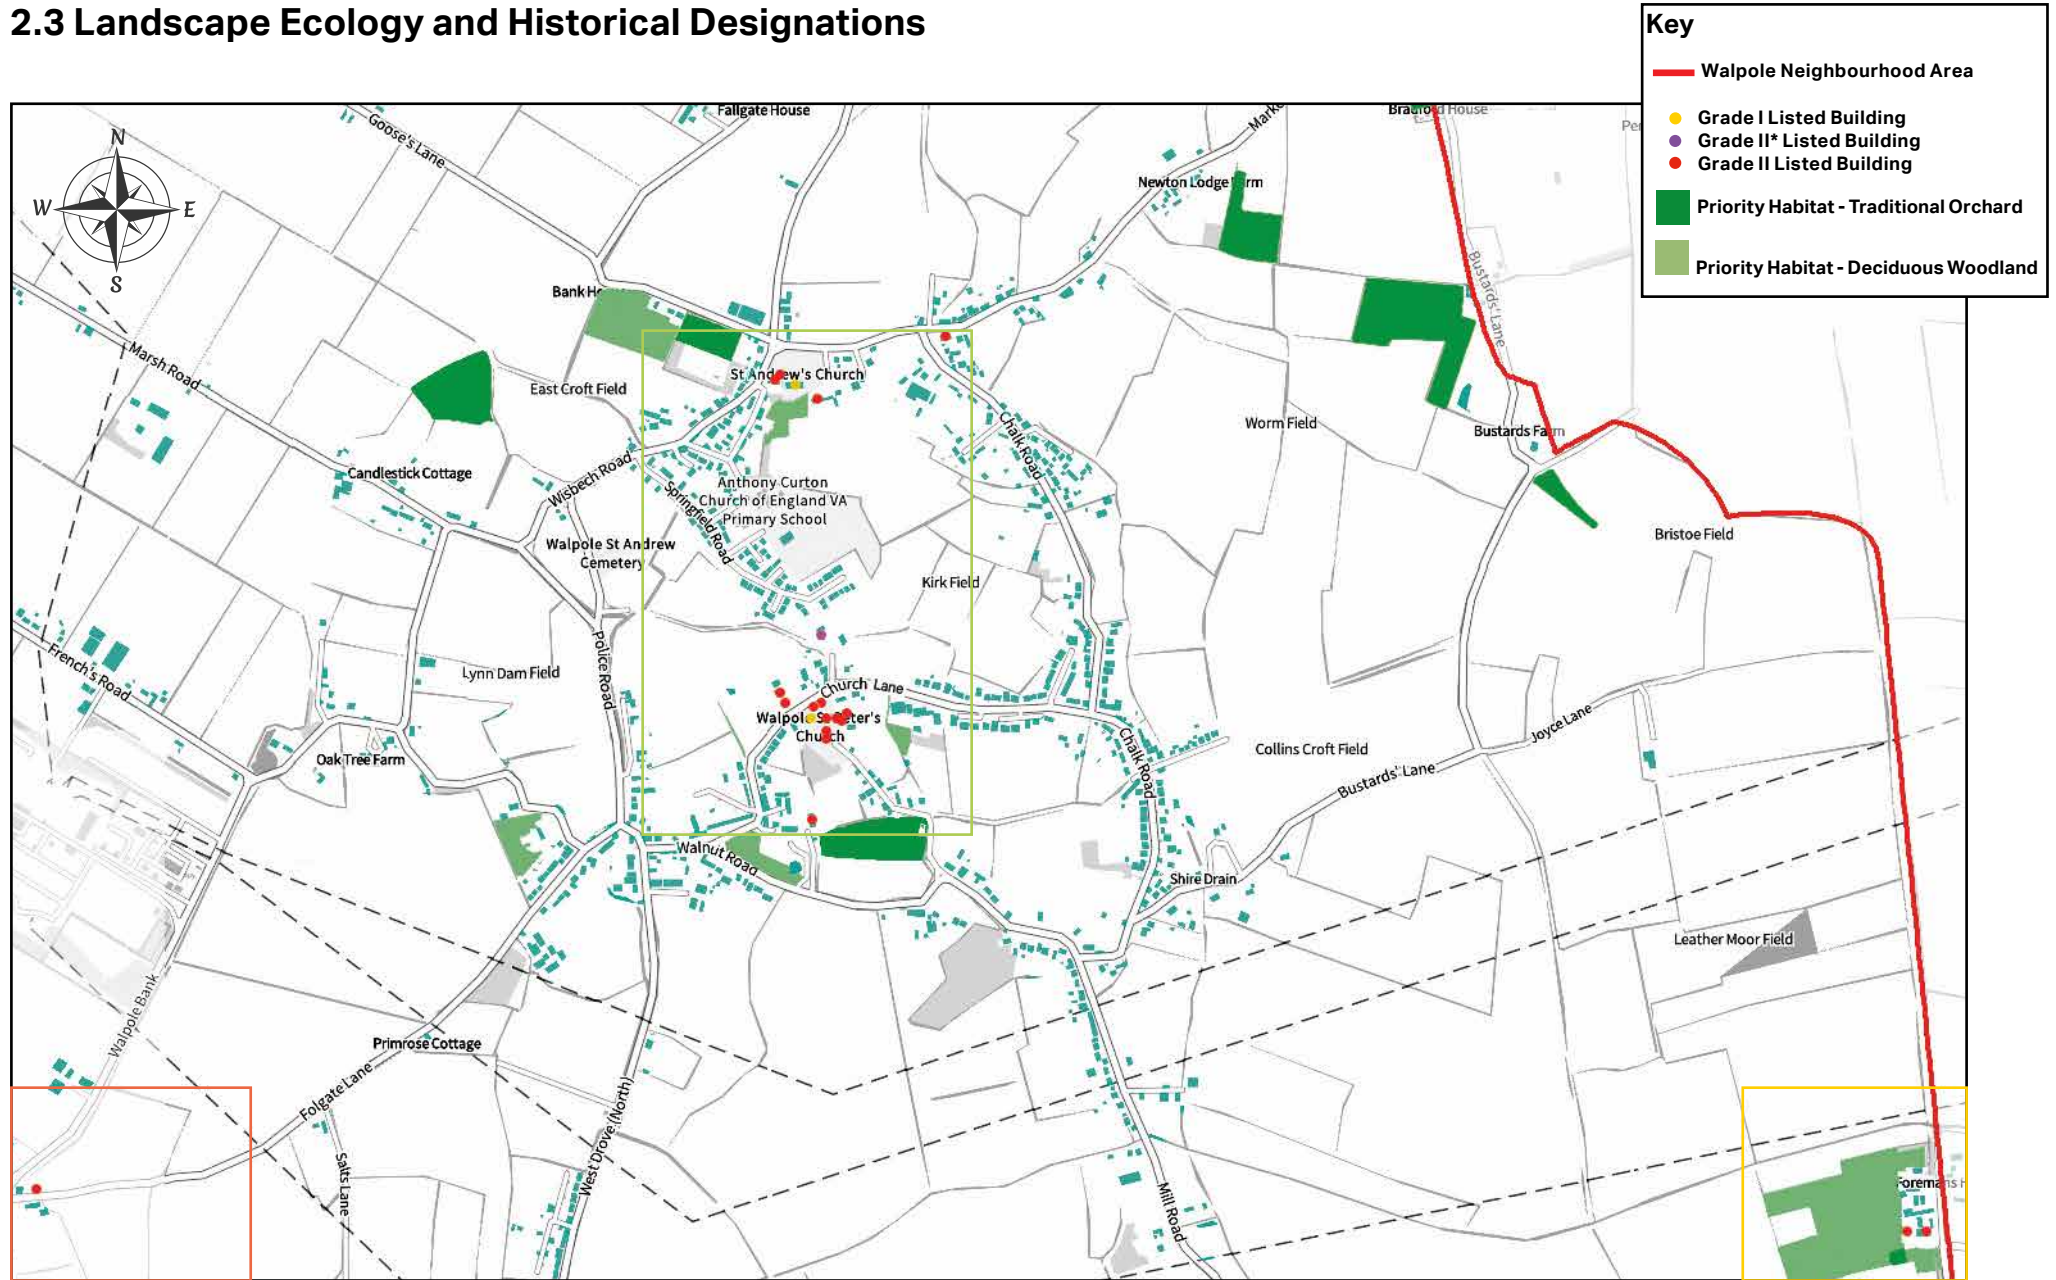 2.3 Landscape Ecology and Historical Designations
Key
Walpole Neighbourhood Area
Grade I Listed Building
Grade II* Listed Building
Grade II Listed Building
Priority Habitat - Traditional Orchard
Priority Habitat - Deciduous Woodland
N
W
E
S
Goose's Lane
Fallgate House
Newton Lodge Farm
Bradford House
Bustards' Lane
Marsh Road
East Croft Field
St Andrew's Church
Candlestick Cottage
Wisbech Road
Springfield Road
Anthony Curton
Church of England VA
Primary School
Chalk Road
Worm Field
Bustards Farm
Bristoe Field
Walpole St Andrew
Cemetery
Kirk Field
French's Road
Lynn Dam Field
Police Road
Church Lane
Walpole St Peter's
Church
Oak Tree Farm
Chalk Road
Collins Croft Field
Joyce Lane
Bustards' Lane
Walnut Road
Shire Drain
Leather Moor Field
Walpole Bank
Primrose Cottage
Folgate Lane
Salts Lane
West Drove (North)
Mill Road